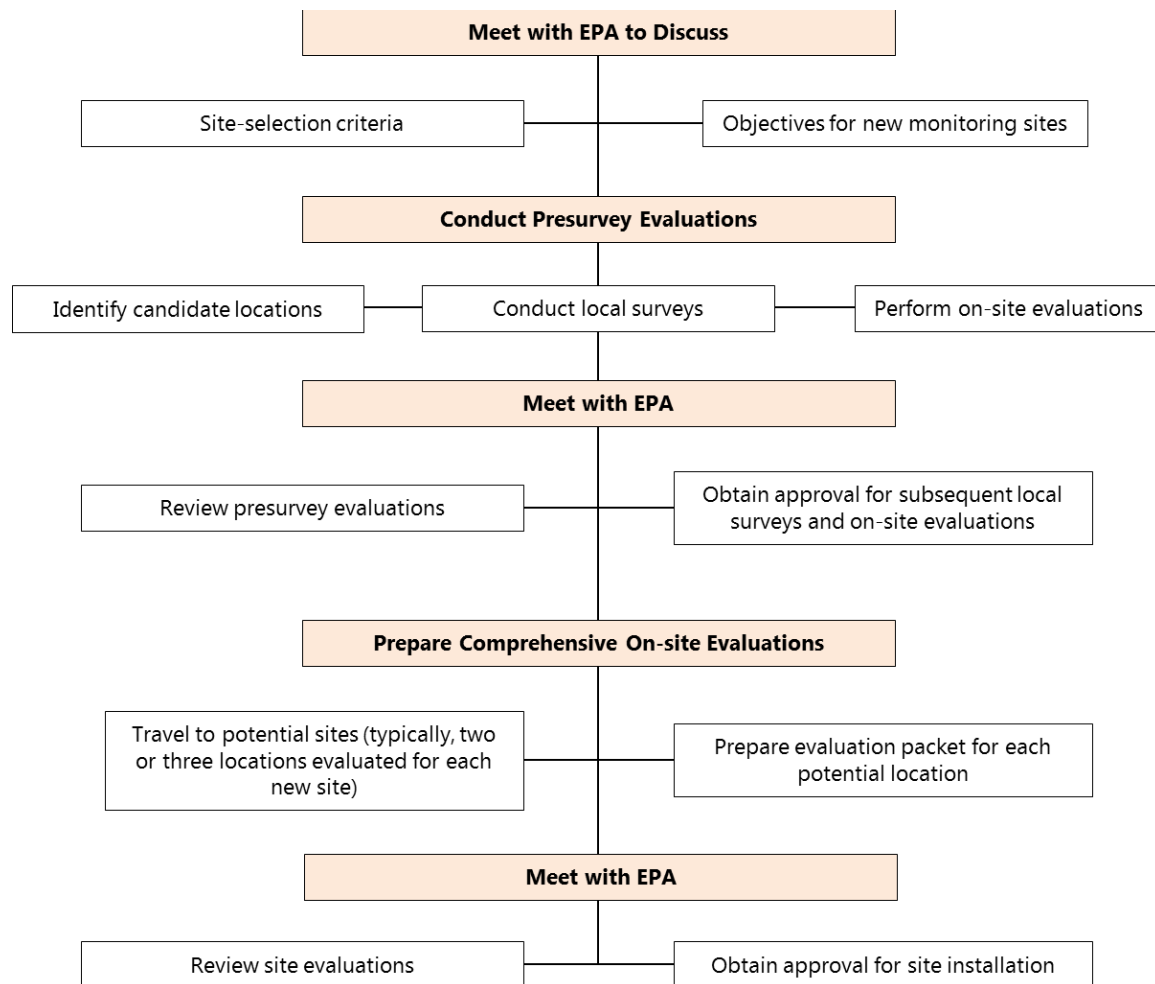 Meet with EPA to Discuss
Site-selection criteria
Objectives for new monitoring sites
Conduct Presurvey Evaluations
Identify candidate locations
Conduct local surveys
Perform on-site evaluations
Meet with EPA
Review presurvey evaluations
Obtain approval for subsequent local
surveys and on-site evaluations
Prepare Comprehensive On-site Evaluations
Travel to potential sites (typically, two
or three locations evaluated for each
new site)
Prepare evaluation packet for each
potential location
Meet with EPA
Review site evaluations
Obtain approval for site installation